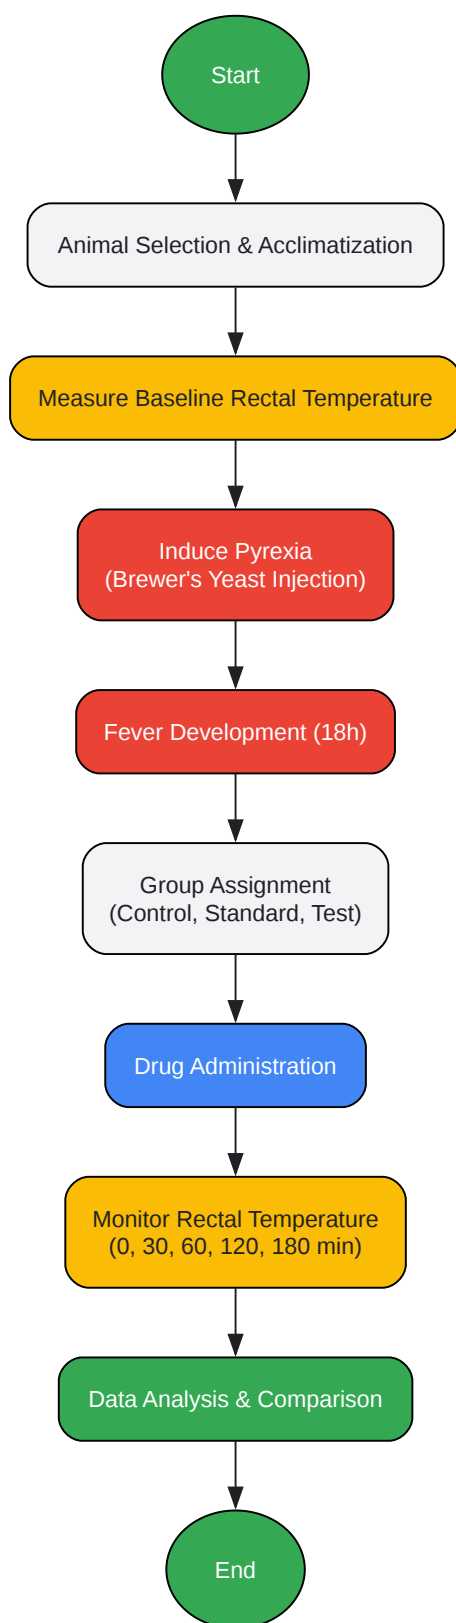 Start
Animal Selection & Acclimatization
Measure Baseline Rectal Temperature
Induce Pyrexia
(Brewer's Yeast Injection)
Fever Development (18h)
Group Assignment
(Control, Standard, Test)
Drug Administration
Monitor Rectal Temperature
(0, 30, 60, 120, 180 min)
Data Analysis & Comparison
End